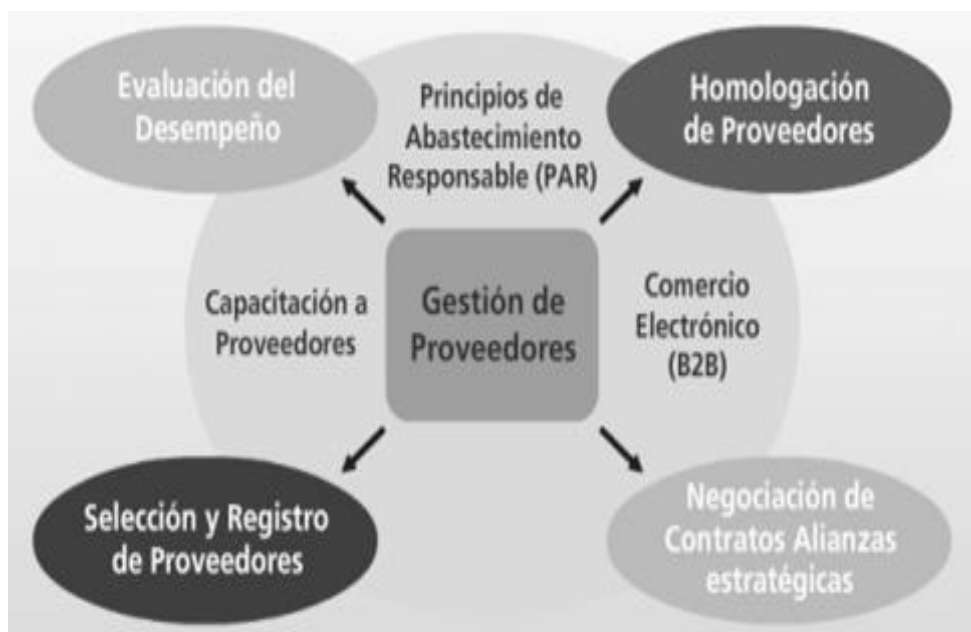 Evaluación del
Desempeño
Principios de
Abastecimiento
Responsable (PAR)
Homologación
de Proveedores
Capacitación a
Proveedores
Gestión de
Proveedores
Comercio
Electrónico
(B2B)
Selección y Registro
de Proveedores
Negociación de
Contratos Alianzas
estratégicas